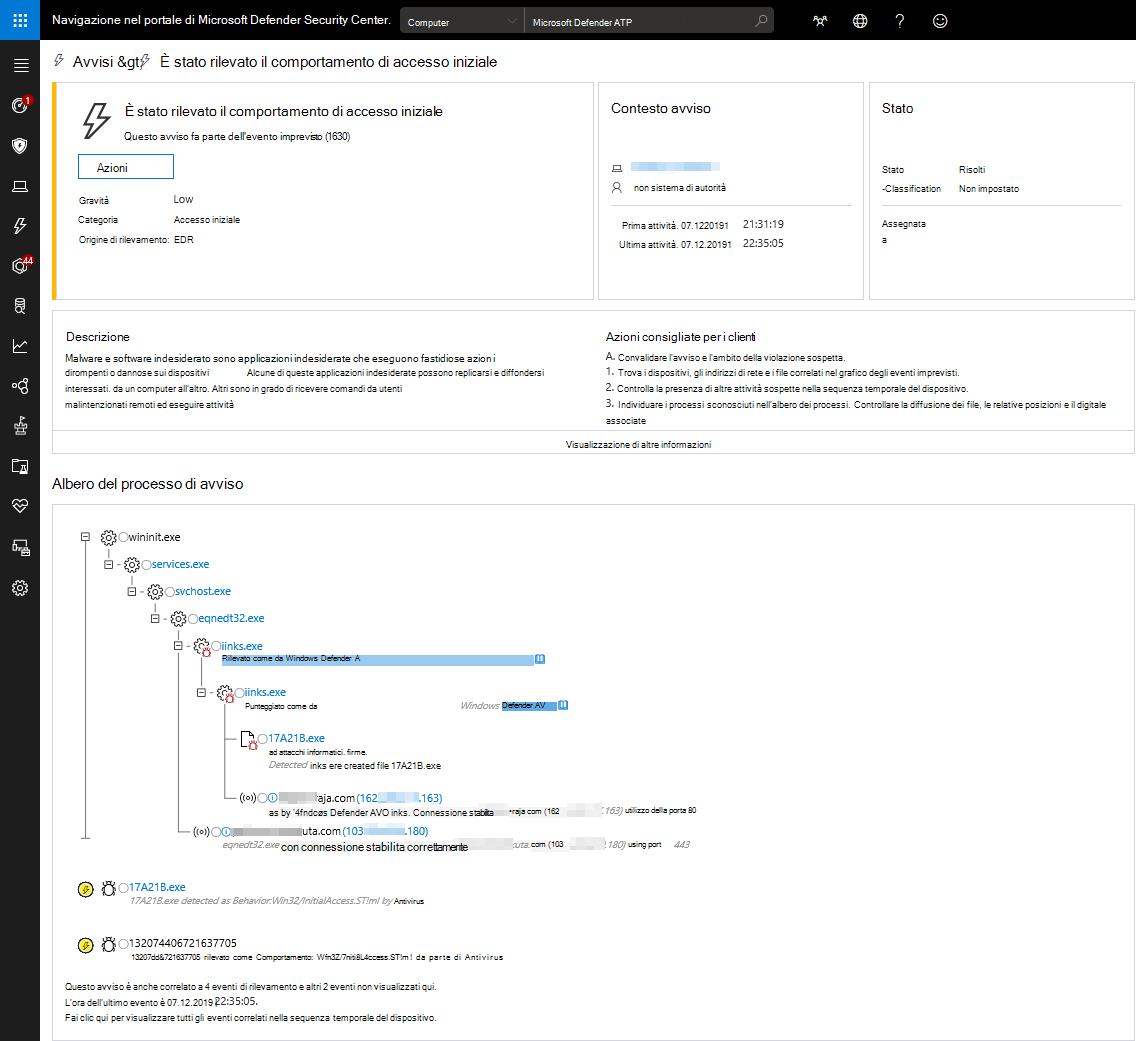 Navigazione nel portale di Microsoft Defender Security Center.
Computer
Microsoft Defender ATP
Avvisi &gt È stato rilevato il comportamento di accesso iniziale
1
44
È stato rilevato il comportamento di accesso iniziale
Questo avviso fa parte dell'evento imprevisto (1630)
Azioni
Gravità Low
Categoria Accesso iniziale
Origine di rilevamento: EDR
Contesto avviso
non sistema di autorità
Prima attività. 07.1220191 21:31:19
Ultima attività. 07.12.20191 22:35:05
Stato
Stato Risolti
-Classification Non impostato
Assegnata
a
Descrizione
Malware e software indesiderato sono applicazioni indesiderate che eseguono fastidiose azioni
dirompenti o dannose sui dispositivi Alcune di queste applicazioni indesiderate possono replicarsi e diffondersi
interessati. da un computer all'altro. Altri sono in grado di ricevere comandi da utenti
malintenzionati remoti ed eseguire attività
Azioni consigliate per i clienti
A. Convalidare l'avviso e l'ambito della violazione sospetta.
1. Trova i dispositivi, gli indirizzi di rete e i file correlati nel grafico degli eventi imprevisti.
2. Controlla la presenza di altre attività sospette nella sequenza temporale del dispositivo.
3. Individuare i processi sconosciuti nell'albero dei processi. Controllare la diffusione dei file, le relative posizioni e il digitale
associate
Visualizzazione di altre informazioni
Albero del processo di avviso
wininit.exe
services.exe
svchost.exe
eqnedt32.exe
iinks.exe
Rilevato come da Windows Defender A
iinks.exe
Punteggiato come da Windows Defender AV
17A21B.exe
ad attacchi informatici. firme.
Detected inks ere created file 17A21B.exe
raja.com (162 .163)
as by '4fndcøs Defender AVO inks. Connessione stabilita raja.com (162 .163) utilizzo della porta 80
uta.com (103 .180)
eqnedt32.exe con connessione stabilita correttamente uta.com (103 .180) using port 443
17A21B.exe
17A21B.exe detected as Behavior:Win32/InitialAccess.ST!ml by Antivirus
132074406721637705
13207dd&721637705 rilevato come Comportamento: Wfn3Z/7niti8L4ccess.ST!m! da parte di Antivirus
Questo avviso è anche correlato a 4 eventi di rilevamento e altri 2 eventi non visualizzati qui.
L'ora dell'ultimo evento è 07.12.2019 ( 22:35:05.
Fai clic qui per visualizzare tutti gli eventi correlati nella sequenza temporale del dispositivo.